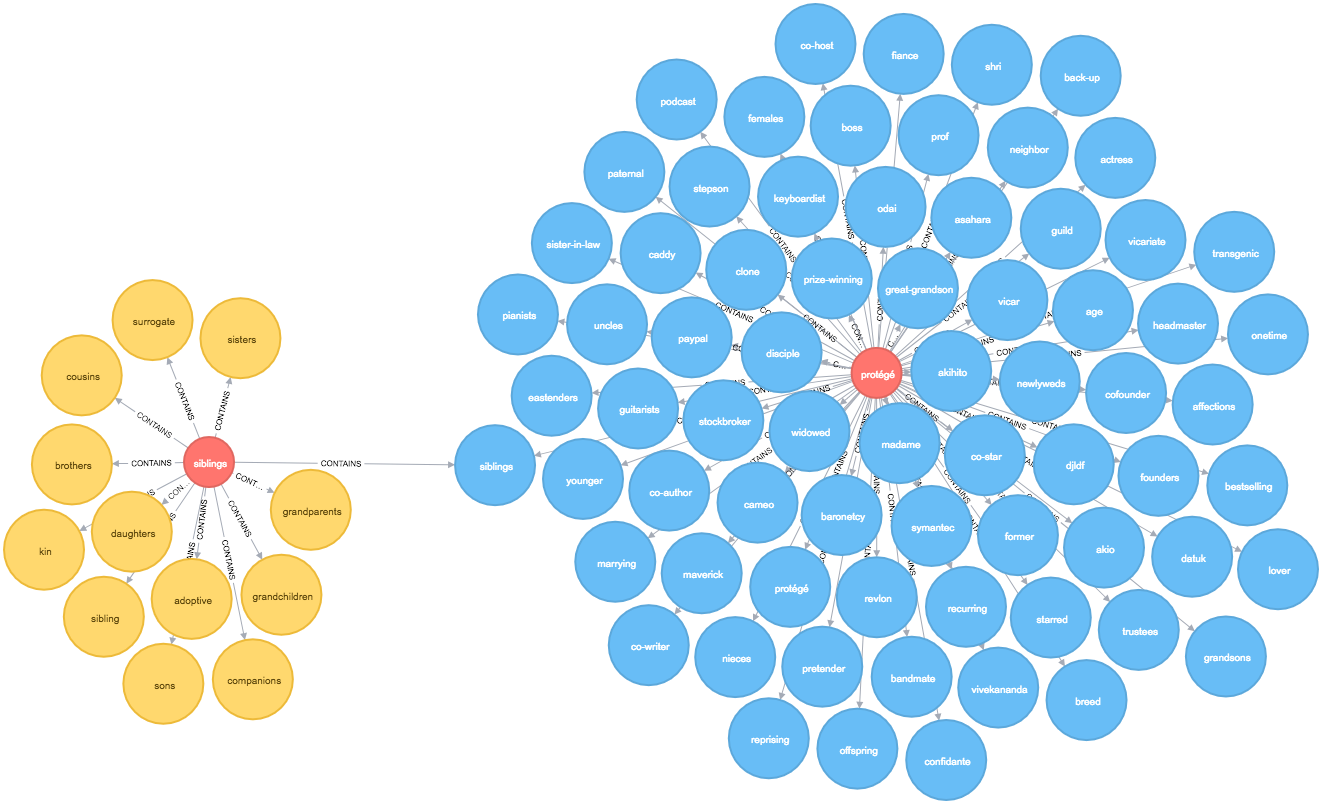 co-host
fiance
shri
back-up
podcast
females
boss
prof
neighbor
actress
paternal
stepson
keyboardist
odai
asahara
guild
vicariate
transgenic
sister-in-law
caddy
clone
prize-winning
great-grandson
vicar
age
headmaster
onetime
pianists
uncles
paypal
disciple
protégé
akihito
newlyweds
cofounder
affections
eastenders
guitarists
stockbroker
widowed
madame
co-star
djldf
founders
bestselling
siblings
younger
co-author
cameo
baronetcy
symantec
former
akio
datuk
lover
marrying
maverick
protégé
revlon
recurring
starred
trustees
grandsons
co-writer
nieces
pretender
bandmate
vivekananda
breed
reprising
offspring
confidante
surrogate
sisters
cousins
brothers
siblings
grandparents
kin
daughters
sibling
adoptive
grandchildren
sons
companions
CONTAINS
CONTAINS
CONTAINS
CONTAINS
CONTAINS
CONT...
CON...
CONTAINS
CONTAINS
CONTAINS
CONTAINS
CONTAINS
CONTAINS
CONTAINS